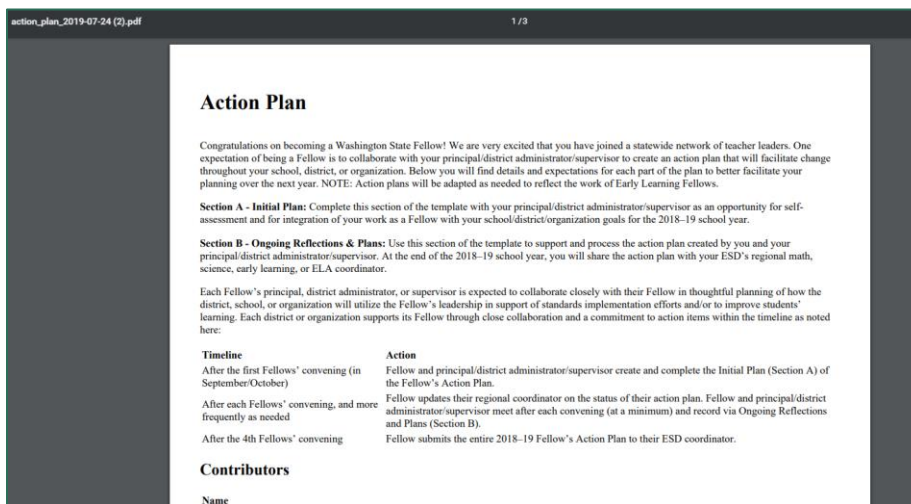 action_plan_2019-07-24 (2).pdf
1 / 3
Action Plan
Congratulations on becoming a Washington State Fellow! We are very excited that you have joined a statewide network of teacher leaders. One
expectation of being a Fellow is to collaborate with your principal/district administrator/supervisor to create an action plan that will facilitate change
throughout your school, district, or organization. Below you will find details and expectations for each part of the plan to better facilitate your
planning over the next year. NOTE: Action plans will be adapted as needed to reflect the work of Early Learning Fellows.
Section A - Initial Plan: Complete this section of the template with your principal/district administrator/supervisor as an opportunity for self-
assessment and for integration of your work as a Fellow with your school/district/organization goals for the 2018–19 school year.
Section B - Ongoing Reflections & Plans: Use this section of the template to support and process the action plan created by you and your
principal/district administrator/supervisor. At the end of the 2018–19 school year, you will share the action plan with your ESD's regional math,
science, early learning, or ELA coordinator.
Each Fellow's principal, district administrator, or supervisor is expected to collaborate closely with their Fellow in thoughtful planning of how the
district, school, or organization will utilize the Fellow's leadership in support of standards implementation efforts and/or to improve students'
learning. Each district or organization supports its Fellow through close collaboration and a commitment to action items within the timeline as noted
here:
Timeline Action
After the first Fellows' convening (in
September/October)
Fellow and principal/district administrator/supervisor create and complete the Initial Plan (Section A) of
the Fellow's Action Plan.
After each Fellows' convening, and more
frequently as needed
Fellow updates their regional coordinator on the status of their action plan. Fellow and principal/district
administrator/supervisor meet after each convening (at a minimum) and record via Ongoing Reflections
and Plans (Section B).
After the 4th Fellows' convening
Fellow submits the entire 2018–19 Fellow's Action Plan to their ESD coordinator.
Contributors
Name